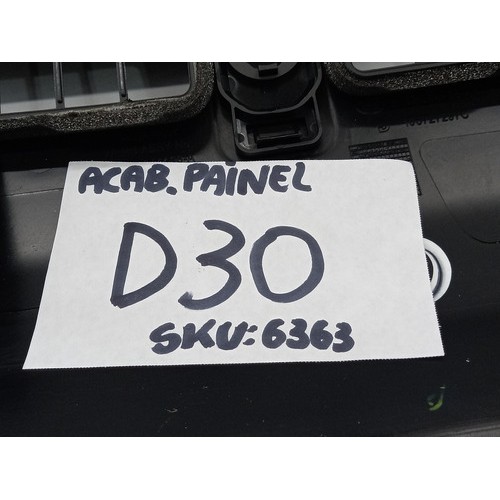 ACAB. PAINEL
D30
SKU: 6363